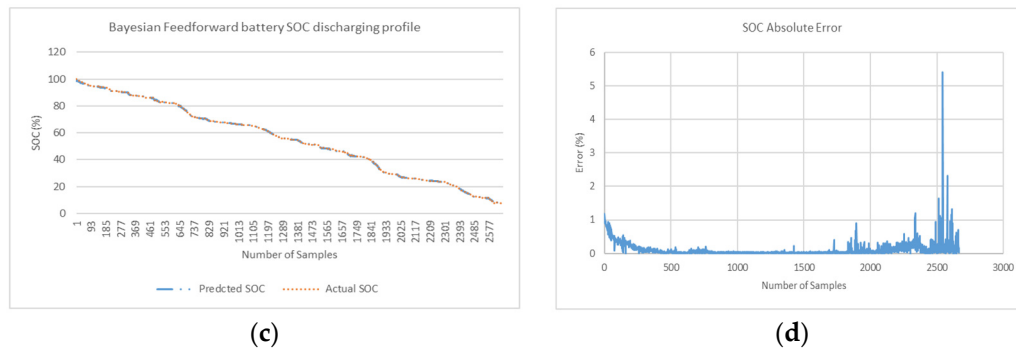 Bayesian Feedforward battery SOC discharging profile
120
100
80
60
40
20
0
SOC (%)
1 93 185 277 369 461 553 645 737 829 921 1013 1105 1197 1289 1381 1473 1565 1657 1749 1841 1933 2025 2117 2209 2301 2393 2485 2577
Number of Samples
Predcted SOC Actual SOC
(c)
SOC Absolute Error
6
5
4
3
2
1
0
Error (%)
0 500 1000 1500 2000 2500 3000
Number of Samples
(d)